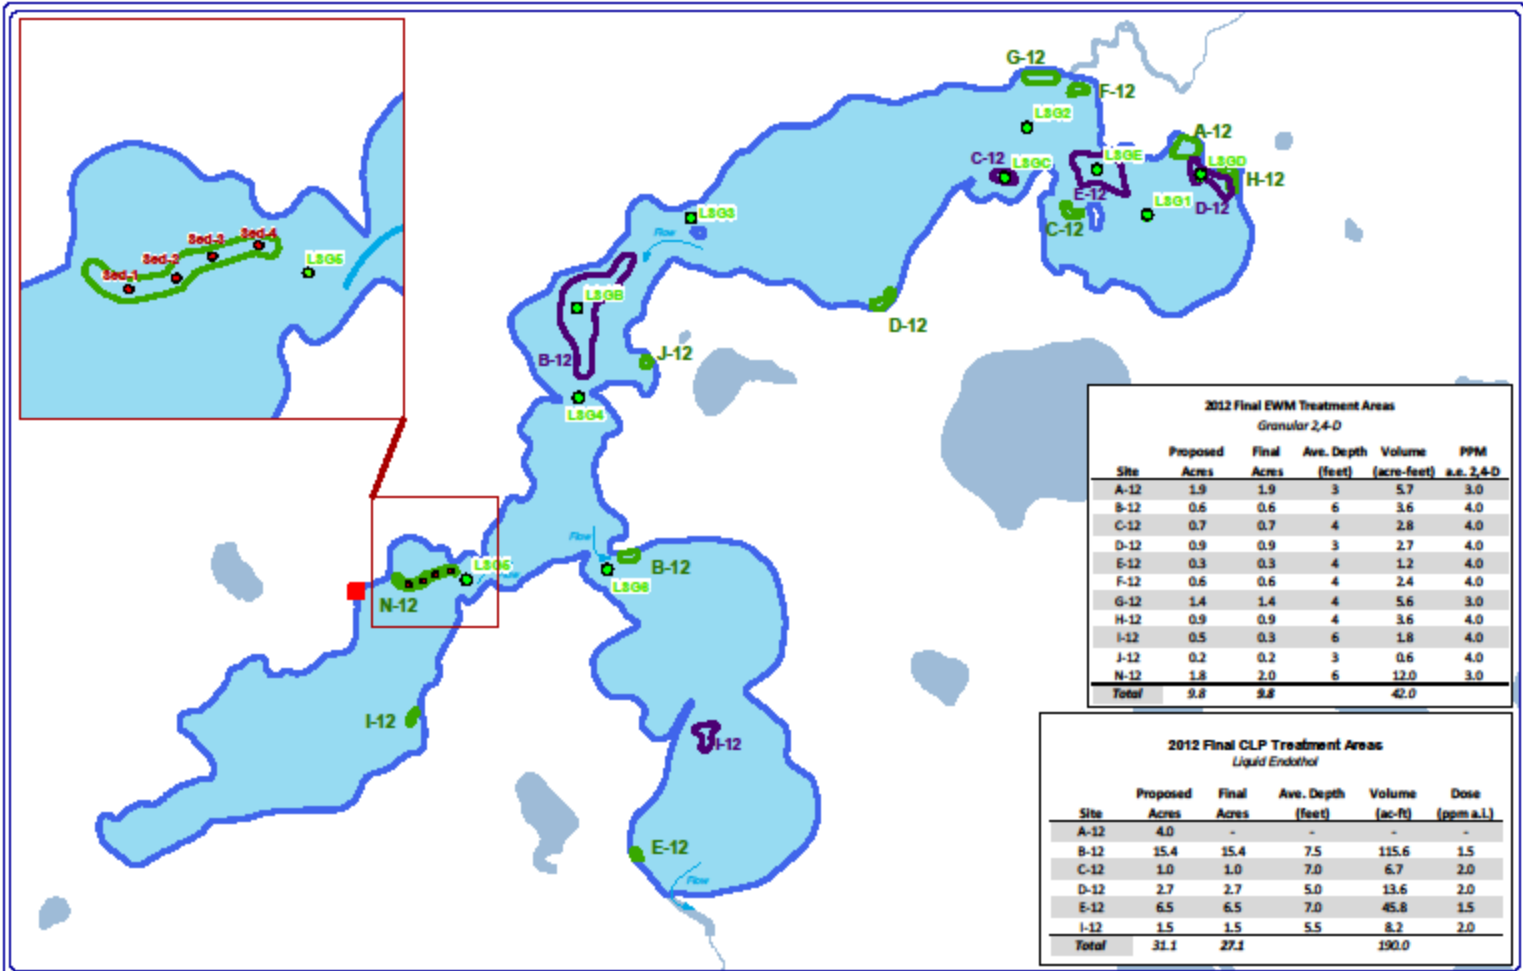 G-12
F-12
LSG2
A-12
C-12
LSGC
LSGE
LSGD
H-12
E-12
D-12
LSG1
C-12
LSG3
Flow
Sed-4
Sed-3
Sed-2
Sed-1
LSG5
LSGB
D-12
B-12
J-12
LSG4
Flow
LSG5
B-12
LSG6
N-12
I-12
I-12
E-12
Flow
2012 Final EWM Treatment Areas
Granular 2,4-D
Proposed Final Ave. Depth Volume PPM
Site Acres Acres (feet) (acre-feet) a.e. 2,4-D
A-12 1.9 1.9 3 5.7 3.0
B-12 0.6 0.6 6 3.6 4.0
C-12 0.7 0.7 4 2.8 4.0
D-12 0.9 0.9 3 2.7 4.0
E-12 0.3 0.3 4 1.2 4.0
F-12 0.6 0.6 4 2.4 4.0
G-12 1.4 1.4 4 5.6 3.0
H-12 0.9 0.9 4 3.6 4.0
I-12 0.5 0.3 6 1.8 4.0
J-12 0.2 0.2 3 0.6 4.0
N-12 1.8 2.0 6 12.0 3.0
Total 9.8 9.8 42.0
2012 Final CLP Treatment Areas
Liquid Endothol
Proposed Final Ave. Depth Volume Dose
Site Acres Acres (feet) (ac-ft) (ppm a.i.)
A-12 4.0 - - - -
B-12 15.4 15.4 7.5 115.6 1.5
C-12 1.0 1.0 7.0 6.7 2.0
D-12 2.7 2.7 5.0 13.6 2.0
E-12 6.5 6.5 7.0 45.8 1.5
I-12 1.5 1.5 5.5 8.2 2.0
Total 31.1 27.1 190.0